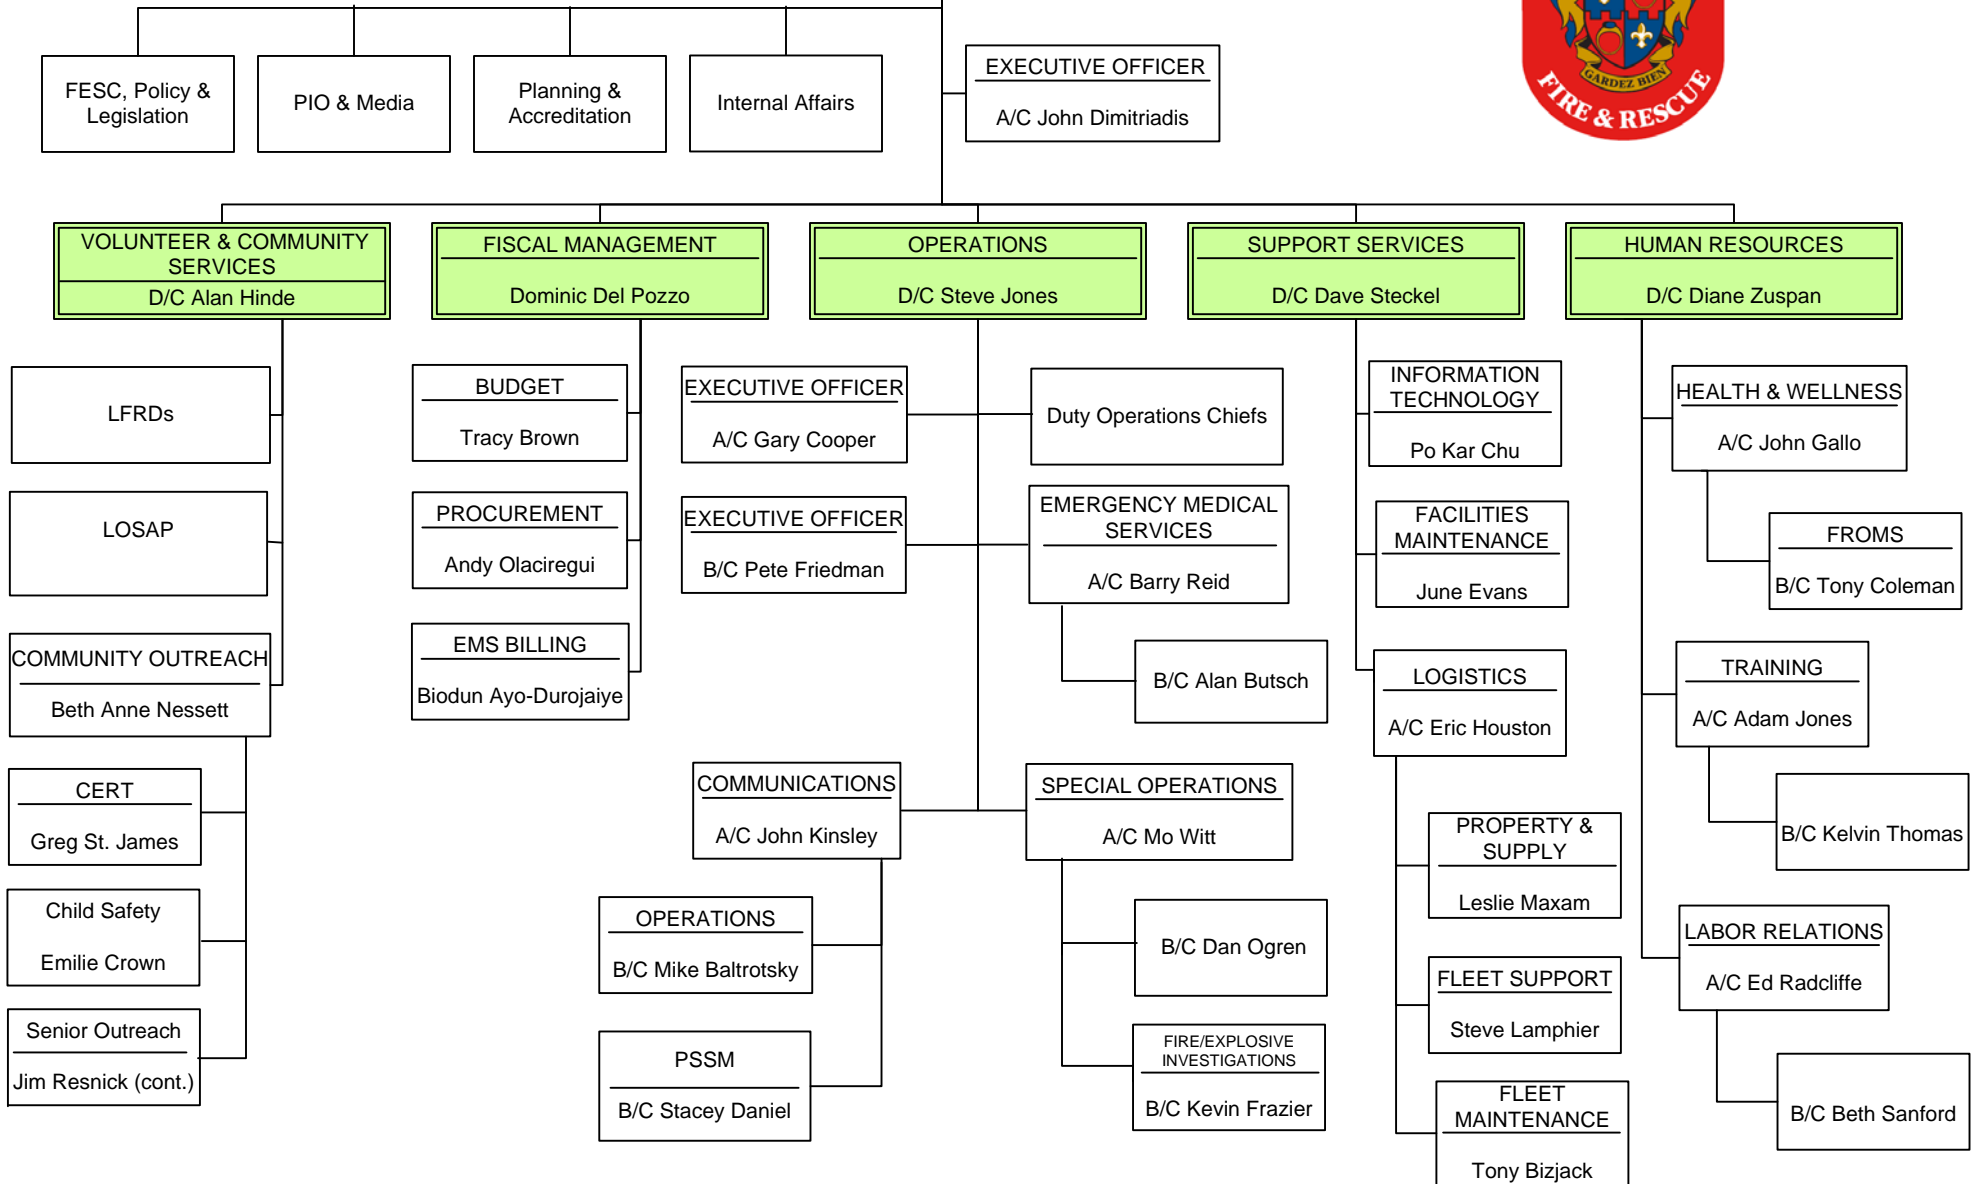 GARDEZ BIEN
FIRE & RESCUE
FESC, Policy &
Legislation
PIO & Media
Planning &
Accreditation
Internal Affairs
EXECUTIVE OFFICER
A/C John Dimitriadis
VOLUNTEER & COMMUNITY
SERVICES
D/C Alan Hinde
FISCAL MANAGEMENT
Dominic Del Pozzo
OPERATIONS
D/C Steve Jones
SUPPORT SERVICES
D/C Dave Steckel
HUMAN RESOURCES
D/C Diane Zuspan
LFRDs
LOSAP
COMMUNITY OUTREACH
Beth Anne Nessett
CERT
Greg St. James
Child Safety
Emilie Crown
Senior Outreach
Jim Resnick (cont.)
BUDGET
Tracy Brown
PROCUREMENT
Andy Olaciregui
EMS BILLING
Biodun Ayo-Durojaiye
EXECUTIVE OFFICER
A/C Gary Cooper
EXECUTIVE OFFICER
B/C Pete Friedman
Duty Operations Chiefs
EMERGENCY MEDICAL
SERVICES
A/C Barry Reid
B/C Alan Butsch
COMMUNICATIONS
A/C John Kinsley
OPERATIONS
B/C Mike Baltrotsky
PSSM
B/C Stacey Daniel
SPECIAL OPERATIONS
A/C Mo Witt
B/C Dan Ogren
FIRE/EXPLOSIVE
INVESTIGATIONS
B/C Kevin Frazier
INFORMATION
TECHNOLOGY
Po Kar Chu
FACILITIES
MAINTENANCE
June Evans
LOGISTICS
A/C Eric Houston
PROPERTY &
SUPPLY
Leslie Maxam
FLEET SUPPORT
Steve Lamphier
FLEET
MAINTENANCE
Tony Bizjack
HEALTH & WELLNESS
A/C John Gallo
FROMS
B/C Tony Coleman
TRAINING
A/C Adam Jones
B/C Kelvin Thomas
LABOR RELATIONS
A/C Ed Radcliffe
B/C Beth Sanford